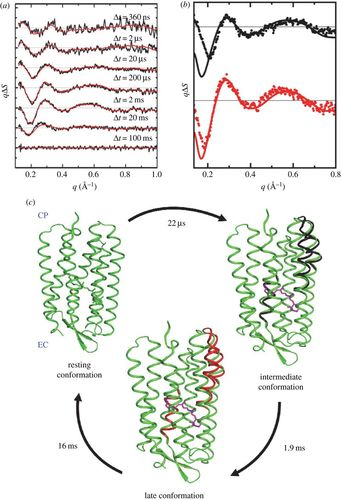 (a)
Δt = 360 ns
Δt = 2 µs
Δt = 20 µs
Δt = 200 µs
Δt = 2 ms
Δt = 20 ms
Δt = 100 ms
qΔS
0.2 0.4 0.6 0.8 1.0
q (Å⁻¹)
(b)
qΔS
0.2 0.4 0.6 0.8
q (Å⁻¹)
(c)
CP
22 µs
EC
resting
conformation
intermediate
conformation
16 ms
1.9 ms
late conformation